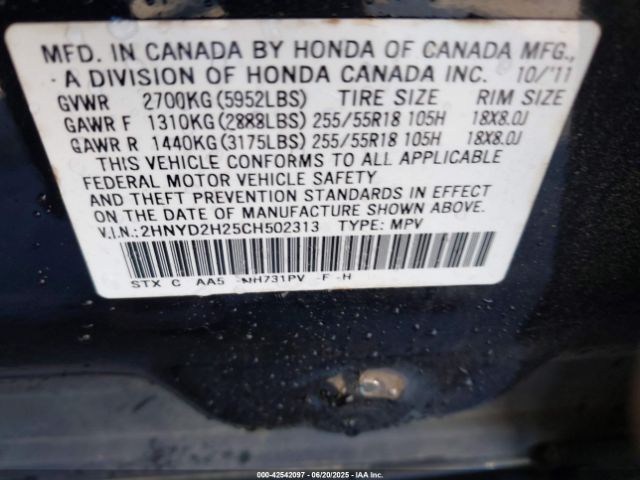 MFD. IN CANADA BY HONDA OF CANADA MFG.,
A DIVISION OF HONDA CANADA INC. 10/'11
GVWR 2700KG (5952LBS) TIRE SIZE RIM SIZE
GAWR F 1310KG (2888LBS) 255/55R18 105H 18X8.0J
GAWR R 1440KG (3175LBS) 255/55R18 105H 18X8.0J
THIS VEHICLE CONFORMS TO ALL APPLICABLE
FEDERAL MOTOR VEHICLE SAFETY
AND THEFT PREVENTION STANDARDS IN EFFECT
ON THE DATE OF MANUFACTURE SHOWN ABOVE.
V.I.N.: 2HNYD2H25CH502313 TYPE: MPV
STX C AA5 -NH731PV -F -H
000-42542097 - 06/20/2025 - IAA Inc.